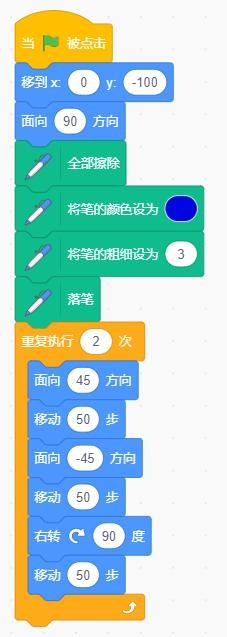 当 被点击
移到 x: 0 y: -100
面向 90 方向
全部擦除
将笔的颜色设为
将笔的粗细设为 3
落笔
重复执行 2 次
面向 45 方向
移动 50 步
面向 -45 方向
移动 50 步
右转 90 度
移动 50 步